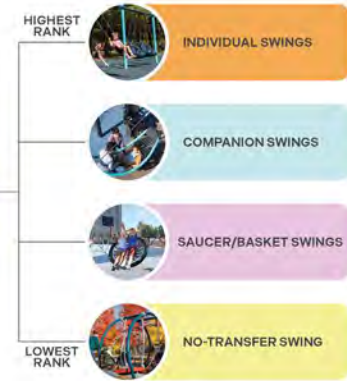 HIGHEST
RANK
INDIVIDUAL SWINGS
COMPANION SWINGS
SAUCER/BASKET SWINGS
NO-TRANSFER SWING
LOWEST
RANK